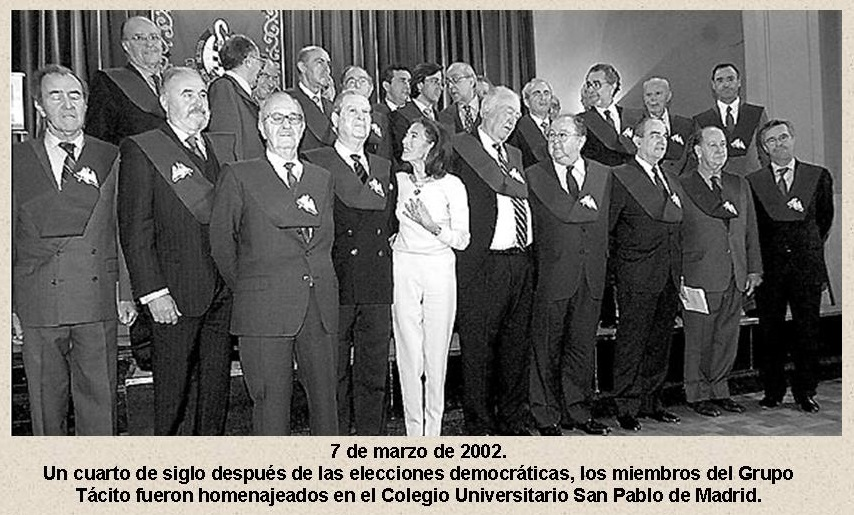 7 de marzo de 2002.
Un cuarto de siglo después de las elecciones democráticas, los miembros del Grupo
Tácito fueron homenajeados en el Colegio Universitario San Pablo de Madrid.